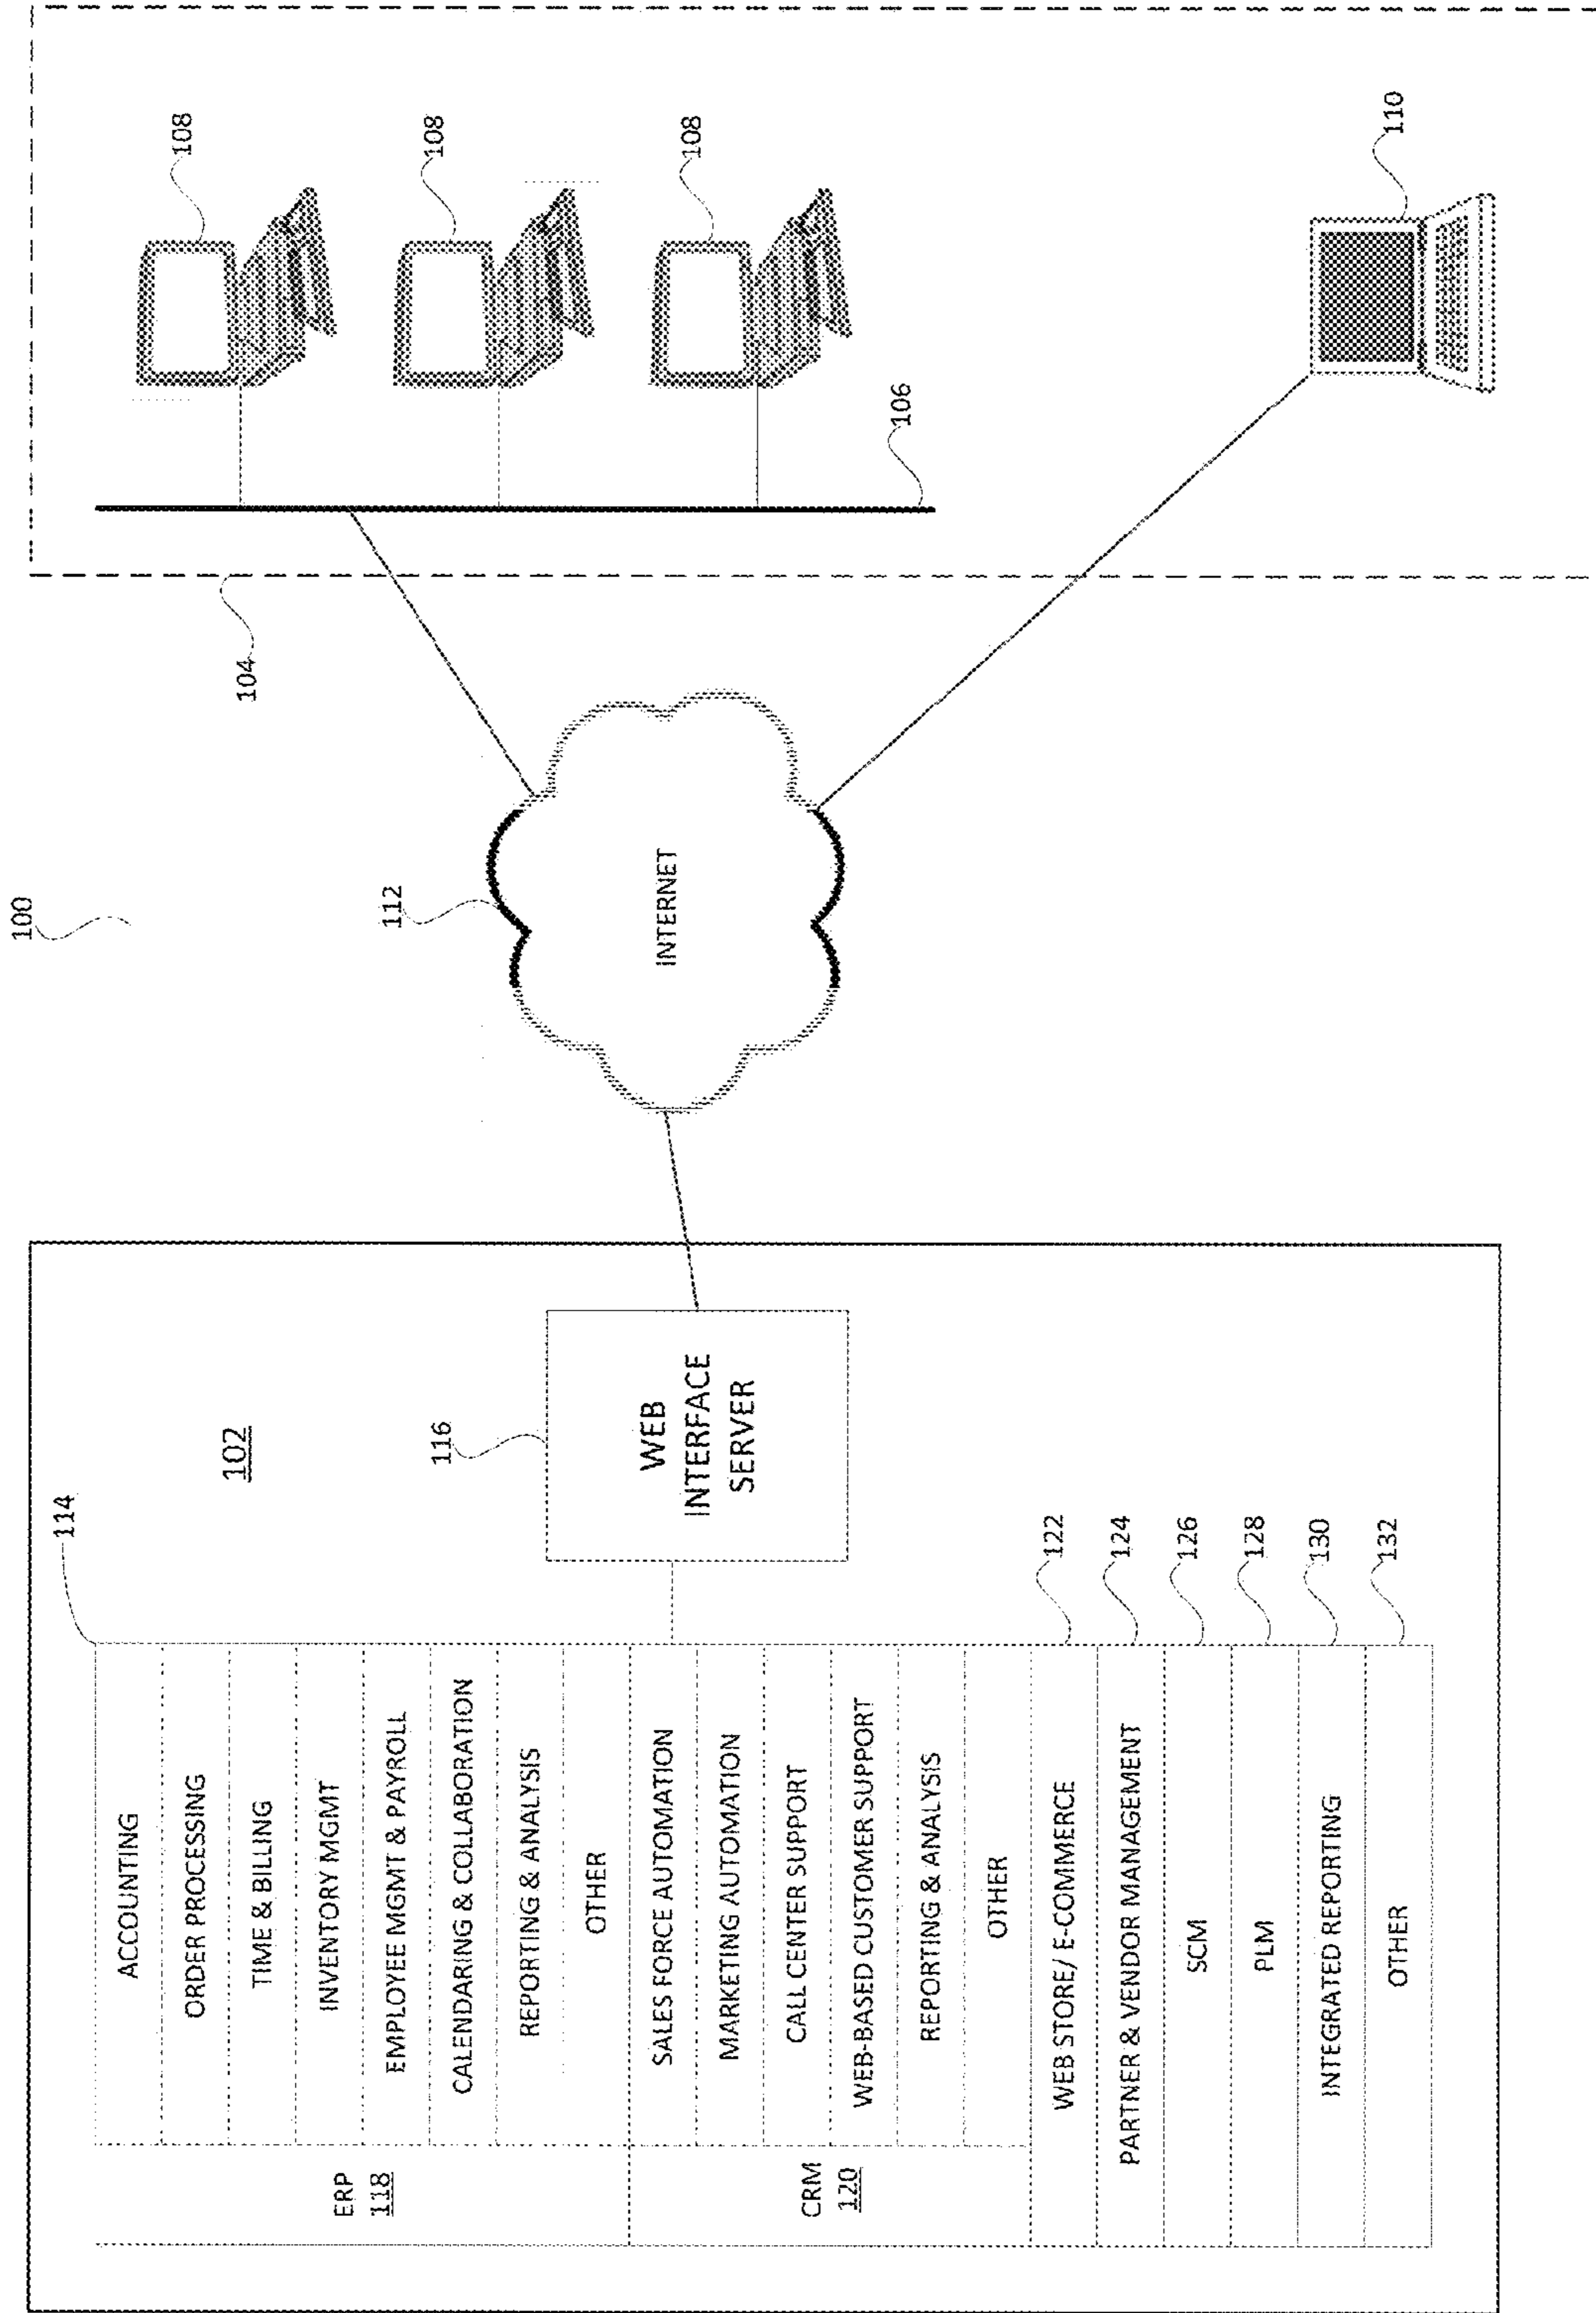 100
102
114
ERP
118
ACCOUNTING
ORDER PROCESSING
TIME & BILLING
INVENTORY MGMT
EMPLOYEE MGMT & PAYROLL
CALENDARING & COLLABORATION
REPORTING & ANALYSIS
OTHER
CRM
120
SALES FORCE AUTOMATION
MARKETING AUTOMATION
CALL CENTER SUPPORT
WEB-BASED CUSTOMER SUPPORT
REPORTING & ANALYSIS
OTHER
WEB STORE/ E-COMMERCE
122
PARTNER & VENDOR MANAGEMENT
124
SCM
126
PLM
128
INTEGRATED REPORTING
130
OTHER
132
116
WEB
INTERFACE
SERVER
112
INTERNET
104
106
108
108
108
110